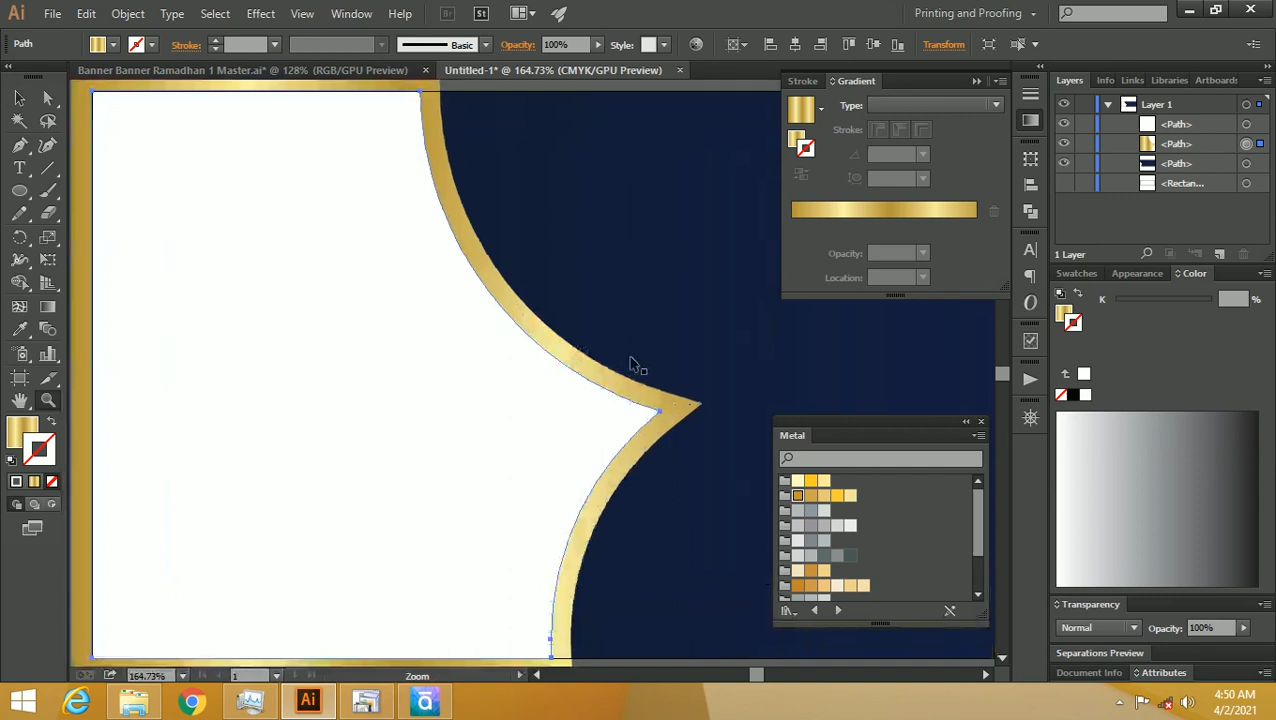 Ai File Edit Object Type Select Effect View Window Help Br St Printing and Proofing
Path Stroke: Basic Opacity: 100% Style: Transform
Banner Banner Ramadhan 1 Master.ai* @ 128% (RGB/GPU Preview) × Untitled-1* @ 164.73% (CMYK/GPU Preview) ×
Stroke Gradient
Type:
Stroke:
Opacity:
Location:
Layers Info Links Libraries Artboards
Layer 1
<Path>
<Path>
<Path>
<Rectan...
1 Layer
Swatches Appearance Color
K %
Metal
Transparency
Normal Opacity: 100%
Separations Preview
Document Info Attributes
164.73% 1 Zoom
4:50 AM
4/2/2021